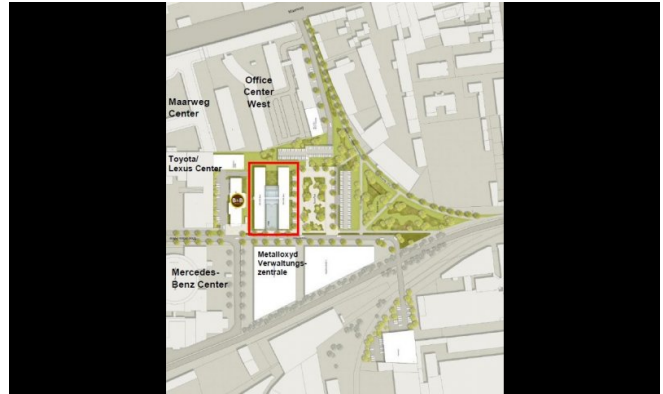 Office
Center
West
Maarweg
Center
Toyota/
Lexus Center
Metalloxyd
Verwaltungs-
zentrale
Mercedes-
Benz Center